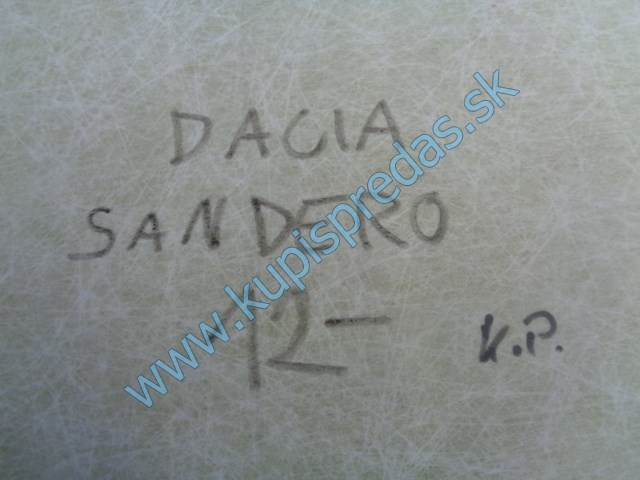 DACIA
SANDERO
12-
K.P.
www.kupispredas.sk